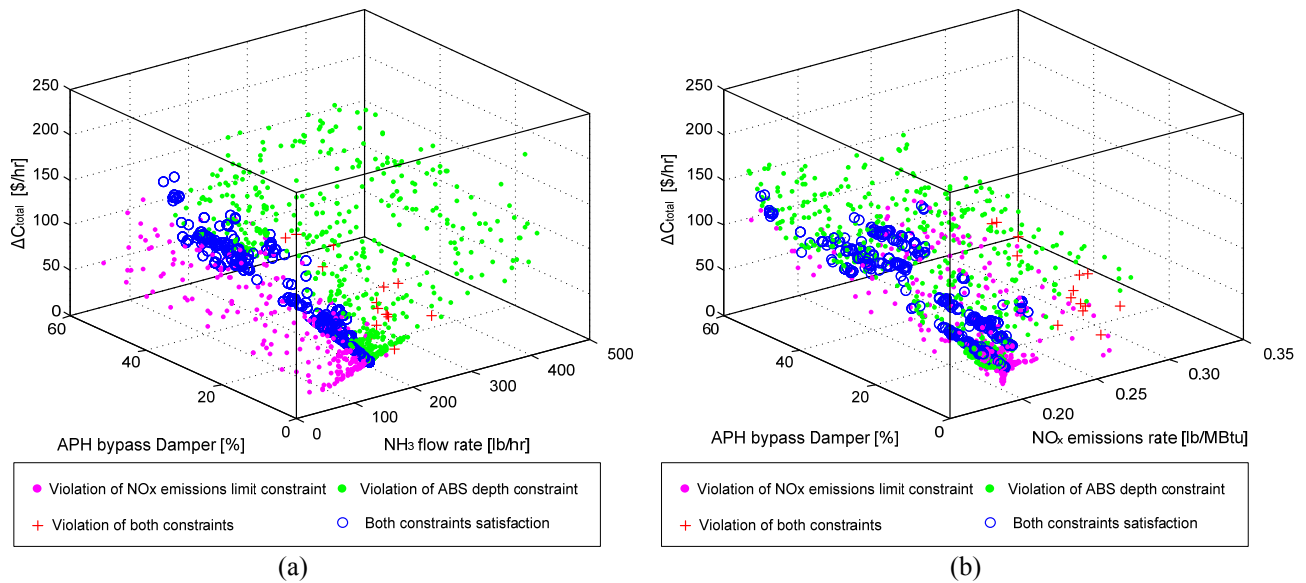 250
200
150
100
50
0
ΔCtotal [$/hr]
60
40
20
0
APH bypass Damper [%]
0
100
200
300
400
500
NH3 flow rate [lb/hr]
Violation of NOx emissions limit constraint
Violation of ABS depth constraint
Violation of both constraints
Both constraints satisfaction
(a)
250
200
150
100
50
0
ΔCtotal [$/hr]
60
40
20
0
APH bypass Damper [%]
0.20
0.25
0.30
0.35
NOx emissions rate [lb/MBtu]
Violation of NOx emissions limit constraint
Violation of ABS depth constraint
Violation of both constraints
Both constraints satisfaction
(b)